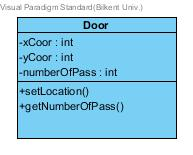 Visual Paradigm Standard(Bilkent Univ.)
Door
-xCoor : int
-yCoor : int
-numberOfPass : int
+setLocation()
+getNumberOfPass()